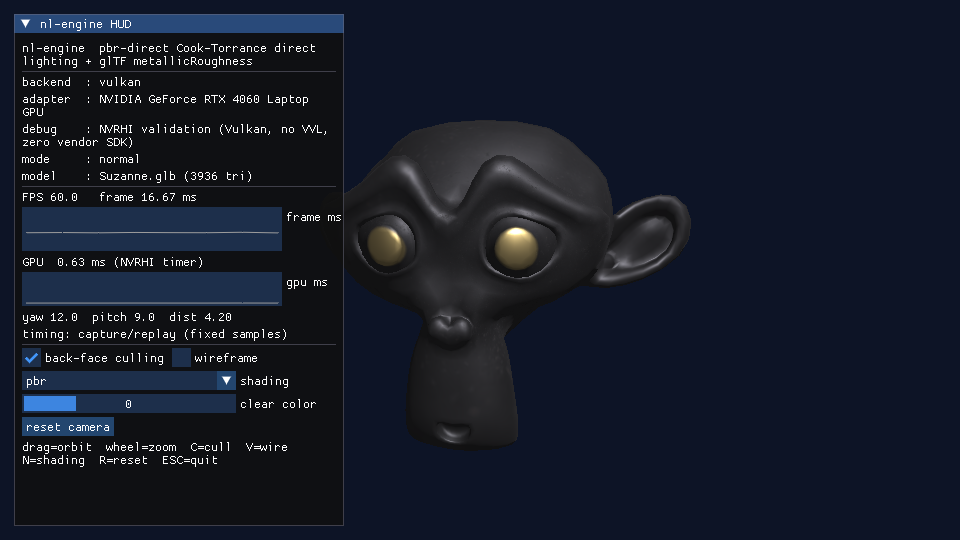 nl-engine HUD
nl-engine  pbr-direct Cook-Torrance direct
lighting + glTF metallicRoughness
backend  : vulkan
adapter  : NVIDIA GeForce RTX 4060 Laptop
GPU
debug    : NVRHI validation (Vulkan, no VVL,
zero vendor SDK)
mode     : normal
model    : Suzanne.glb (3936 tri)
FPS 60.0   frame 16.67 ms
frame ms
GPU  0.63 ms (NVRHI timer)
gpu ms
yaw 12.0  pitch 9.0  dist 4.20
timing: capture/replay (fixed samples)
back-face culling  wireframe
pbr  shading
0  clear color
reset camera
drag=orbit  wheel=zoom  C=cull  V=wire
N=shading  R=reset  ESC=quit